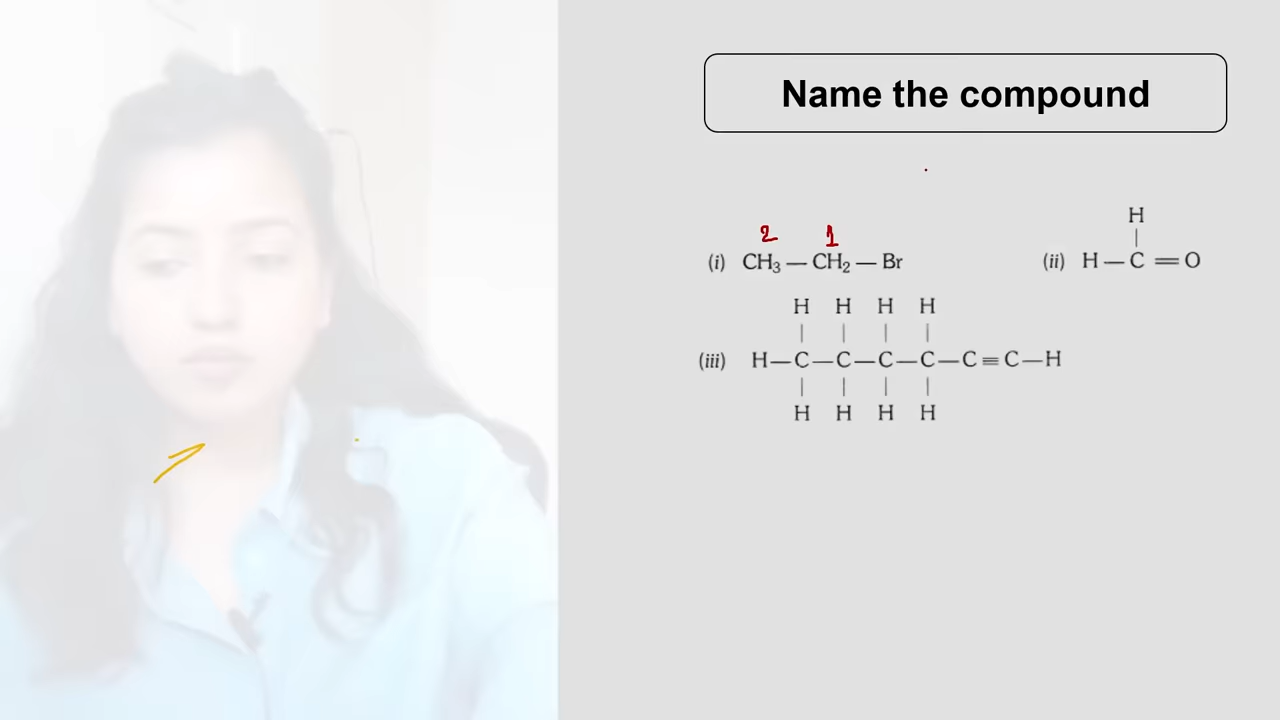 Name the compound
2 1
(i) CH₃—CH₂—Br
H
|
(ii) H—C=O
H H H H
| | | |
(iii) H—C—C—C—C—C≡C—H
| | | |
H H H H